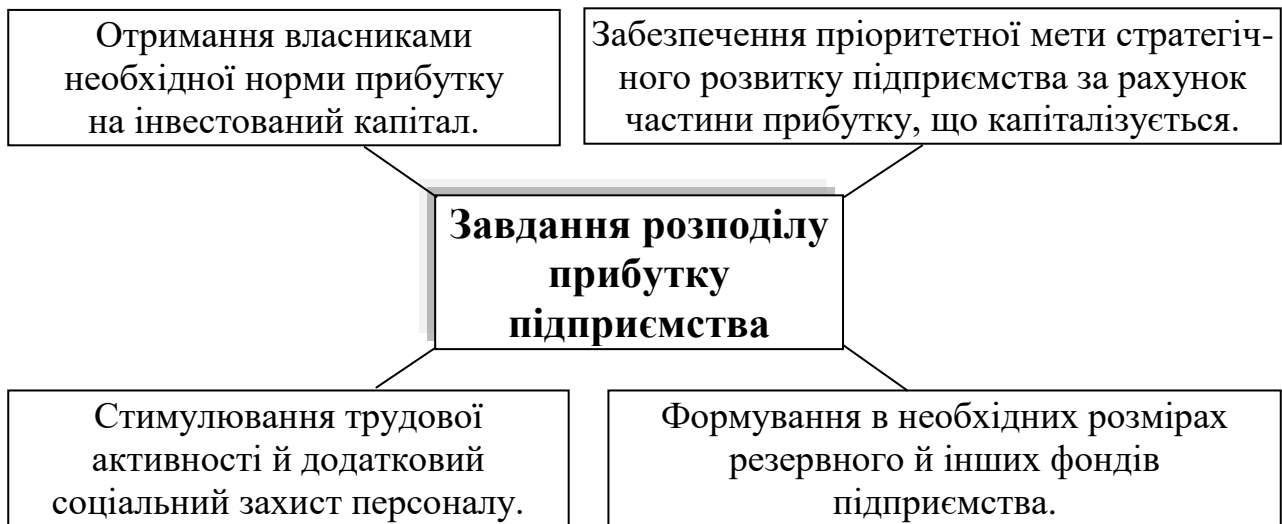 Отримання власниками
необхідної норми прибутку
на інвестований капітал.
Забезпечення пріоритетної мети стратегіч-
ного розвитку підприємства за рахунок
частини прибутку, що капіталізується.
Завдання розподілу
прибутку
підприємства
Стимулювання трудової
активності й додатковий
соціальний захист персоналу.
Формування в необхідних розмірах
резервного й інших фондів
підприємства.